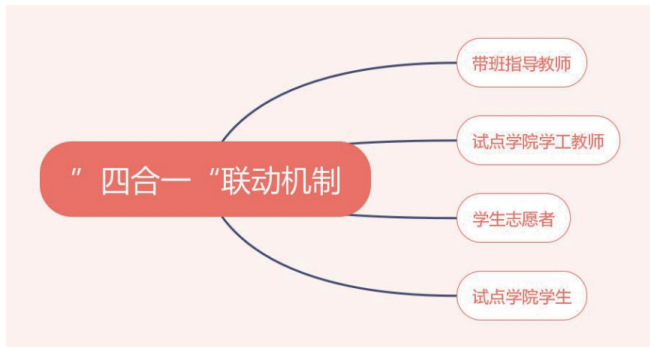 ”四合一“联动机制
带班指导教师
试点学院学工教师
学生志愿者
试点学院学生